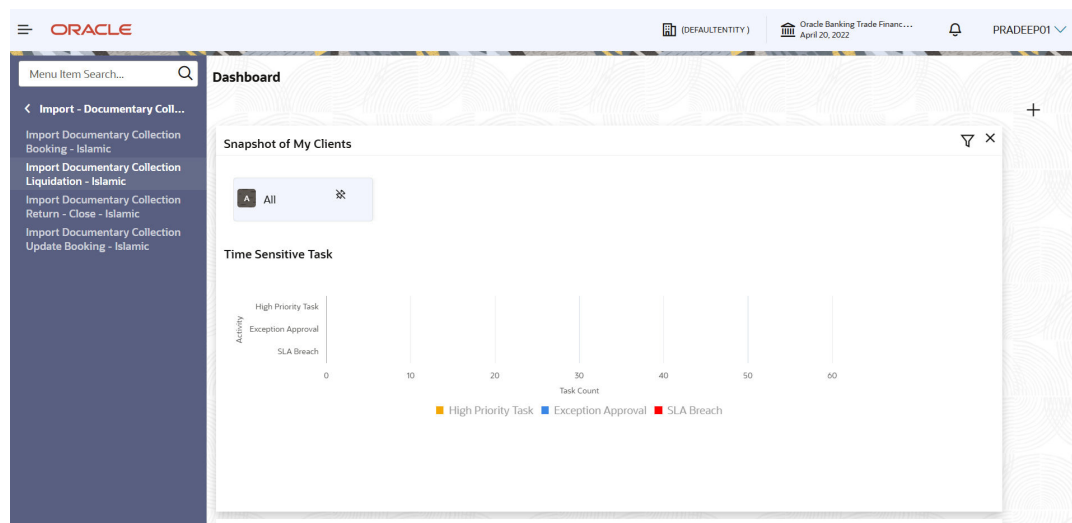 ORACLE
(DEFAULTENTITY )
Oracle Banking Trade Financ...
April 20, 2022
PRADEEP01
Menu Item Search...
Import - Documentary Coll...
Import Documentary Collection
Booking - Islamic
Import Documentary Collection
Liquidation - Islamic
Import Documentary Collection
Return - Close - Islamic
Import Documentary Collection
Update Booking - Islamic
Dashboard
Snapshot of My Clients
A All
Time Sensitive Task
Activity
High Priority Task
Exception Approval
SLA Breach
0 10 20 30 40 50 60
Task Count
High Priority Task Exception Approval SLA Breach